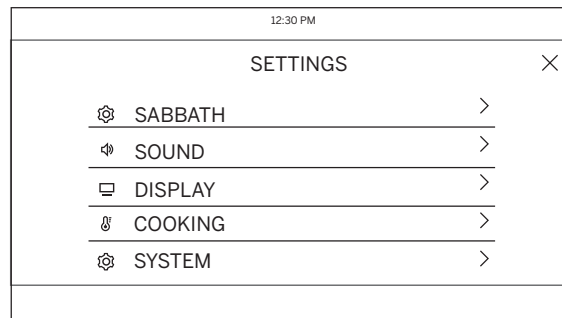 12:30 PM
SETTINGS
SABBATH
SOUND
DISPLAY
COOKING
SYSTEM